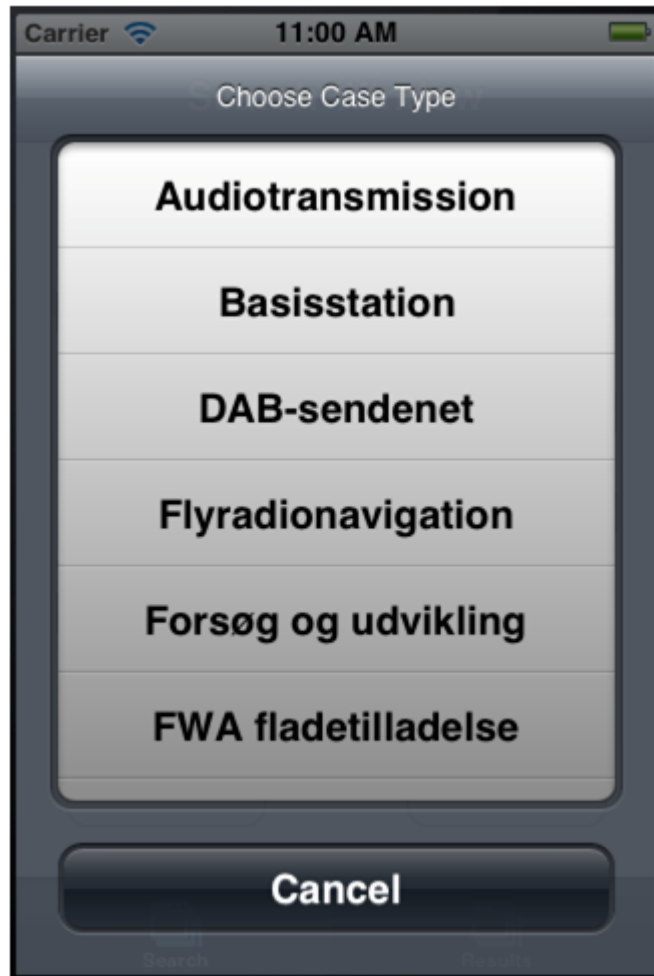 Carrier 11:00 AM
Choose Case Type
Audiotransmission
Basisstation
DAB-sendenet
Flyradionavigation
Forsøg og udvikling
FWA fladetilladelse
Cancel
Search Results